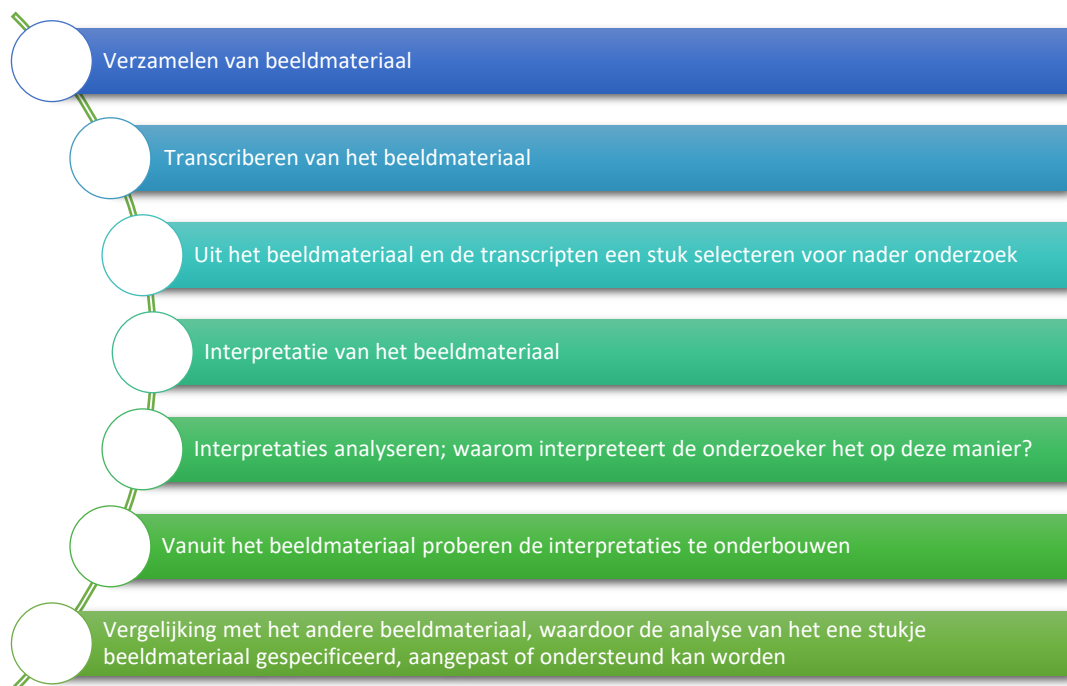 Verzamelen van beeldmateriaal
Transcriberen van het beeldmateriaal
Uit het beeldmateriaal en de transcripten een stuk selecteren voor nader onderzoek
Interpretatie van het beeldmateriaal
Interpretaties analyseren; waarom interpreteert de onderzoeker het op deze manier?
Vanuit het beeldmateriaal proberen de interpretaties te onderbouwen
Vergelijking met het andere beeldmateriaal, waardoor de analyse van het ene stukje
beeldmateriaal gespecificeerd, aangepast of ondersteund kan worden